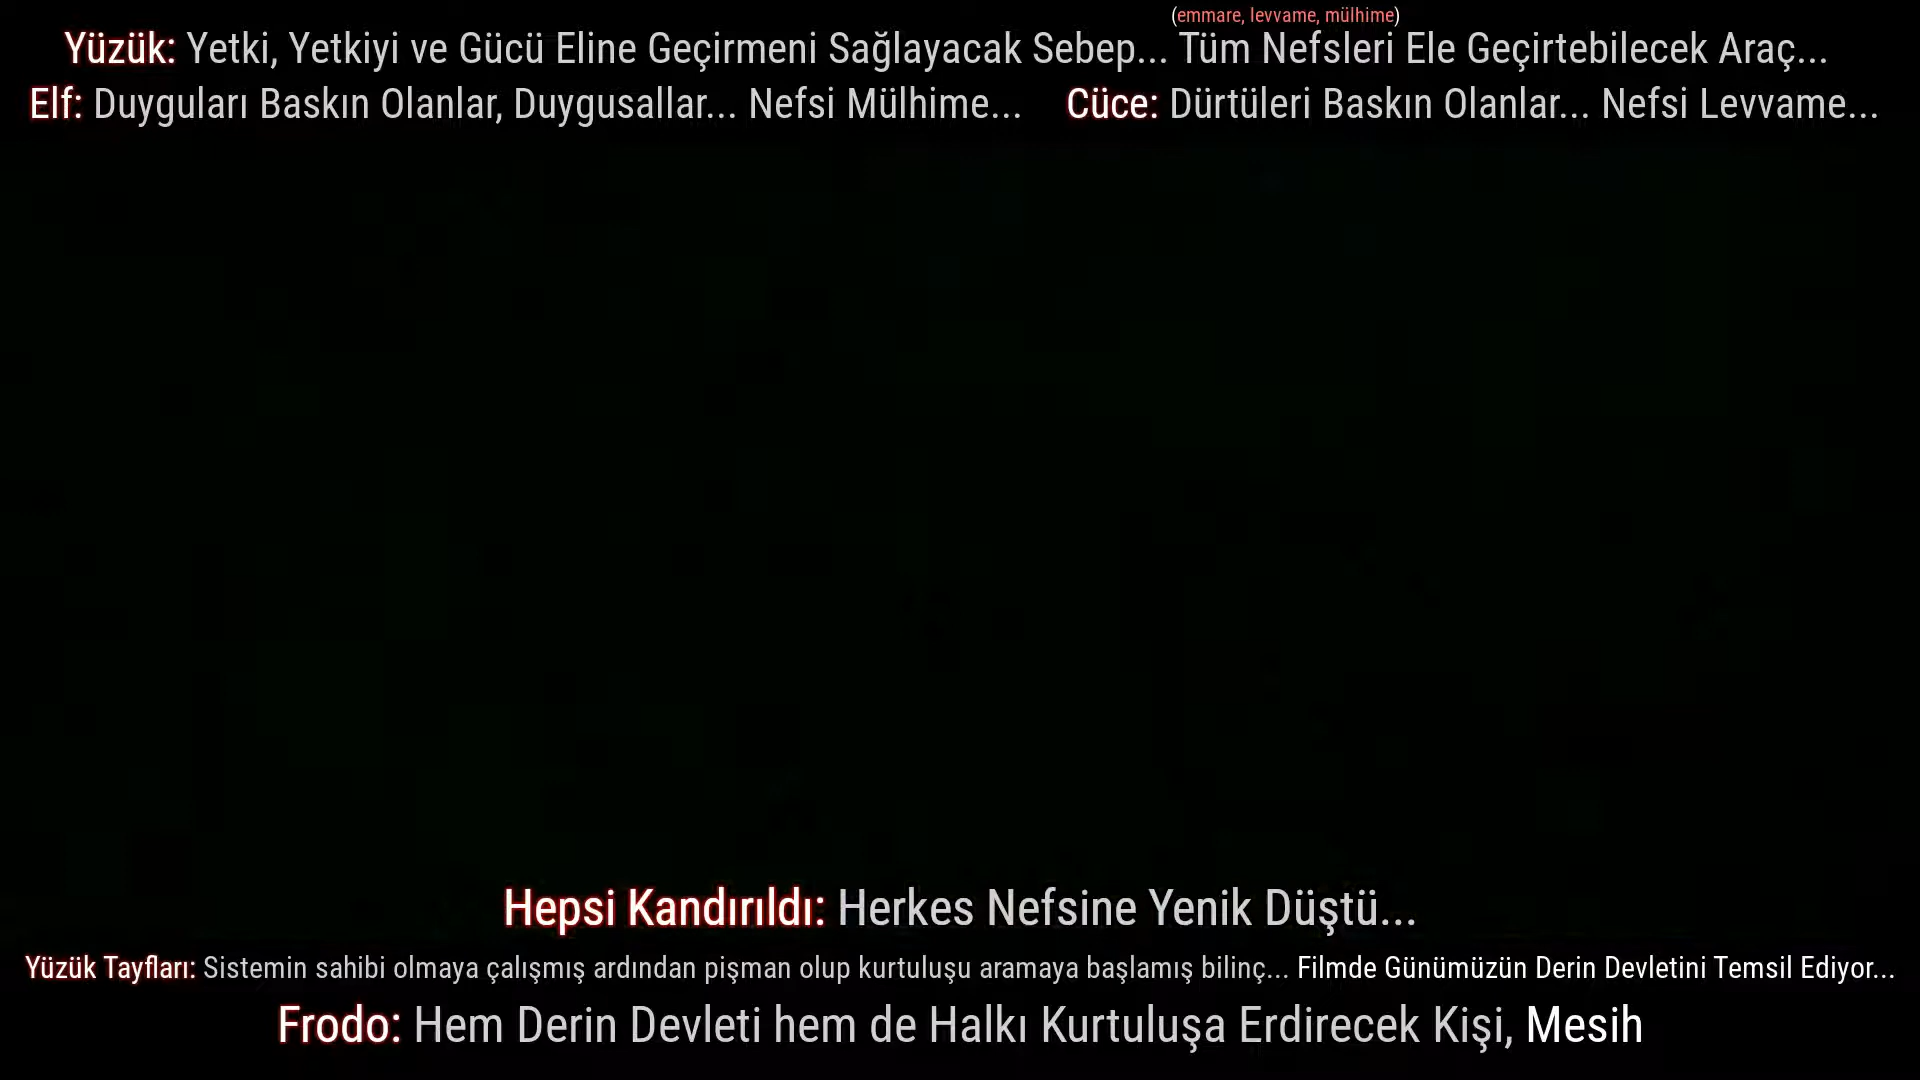 (emmare, levvame, mülhime)
Yüzük: Yetki, Yetkiyi ve Gücü Eline Geçirmeni Sağlayacak Sebep... Tüm Nefsleri Ele Geçirtebilecek Araç...
Elf: Duyguları Baskın Olanlar, Duygusallar... Nefsi Mülhime... Cüce: Dürtüleri Baskın Olanlar... Nefsi Levvame...
Hepsi Kandırıldı: Herkes Nefsine Yenik Düştü...
Yüzük Tayfları: Sistemin sahibi olmaya çalışmış ardından pişman olup kurtuluşu aramaya başlamış bilinç... Filmde Günümüzün Derin Devletini Temsil Ediyor...
Frodo: Hem Derin Devleti hem de Halkı Kurtuluşa Erdirecek Kişi, Mesih